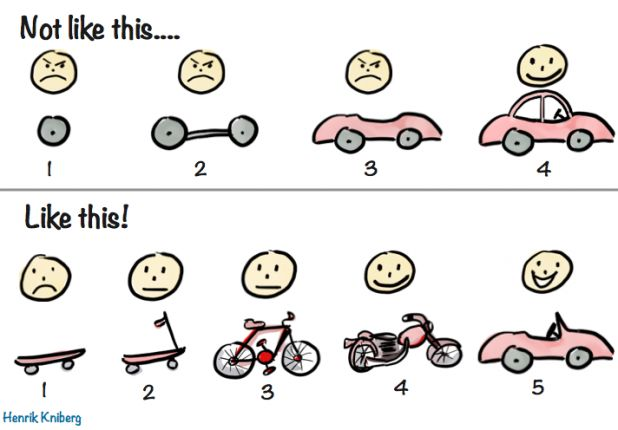 Not like this....
1 2 3 4
Like this!
1 2 3 4 5
Henrik Kniberg